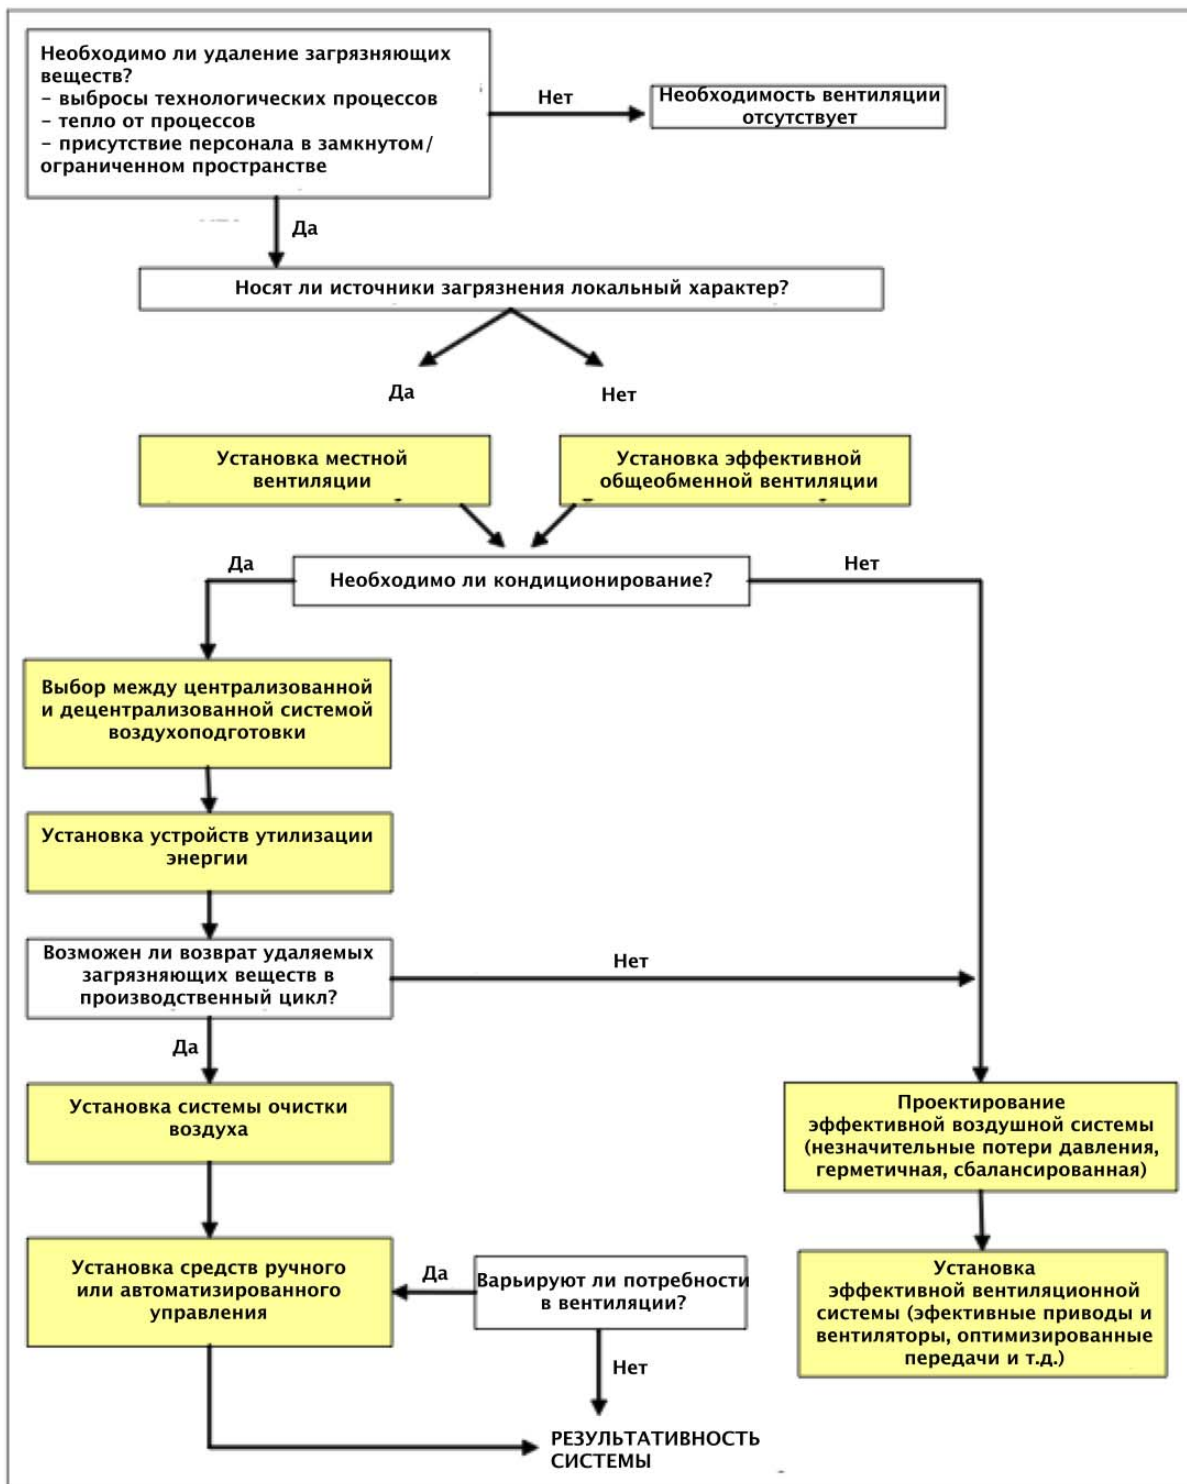 Необходимо ли удаление загрязняющих
веществ?
– выбросы технологических процессов
– тепло от процессов
– присутствие персонала в замкнутом/
ограниченном пространстве
Нет
Необходимость вентиляции
отсутствует
Да
Носят ли источники загрязнения локальный характер?
Да
Нет
Установка местной
вентиляции
Установка эффективной
общеобменной вентиляции
Да
Необходимо ли кондиционирование?
Нет
Выбор между централизованной
и децентрализованной системой
воздухоподготовки
Установка устройств утилизации
энергии
Возможен ли возврат удаляемых
загрязняющих веществ в
производственный цикл?
Нет
Да
Установка системы очистки
воздуха
Проектирование
эффективной воздушной системы
(незначительные потери давления,
герметичная, сбалансированная)
Установка средств ручного
или автоматизированного
управления
Да
Варьируют ли потребности
в вентиляции?
Установка
эффективной вентиляционной
системы (эфективные приводы и
вентиляторы, оптимизированные
передачи и т.д.)
Нет
РЕЗУЛЬТАТИВНОСТЬ
СИСТЕМЫ